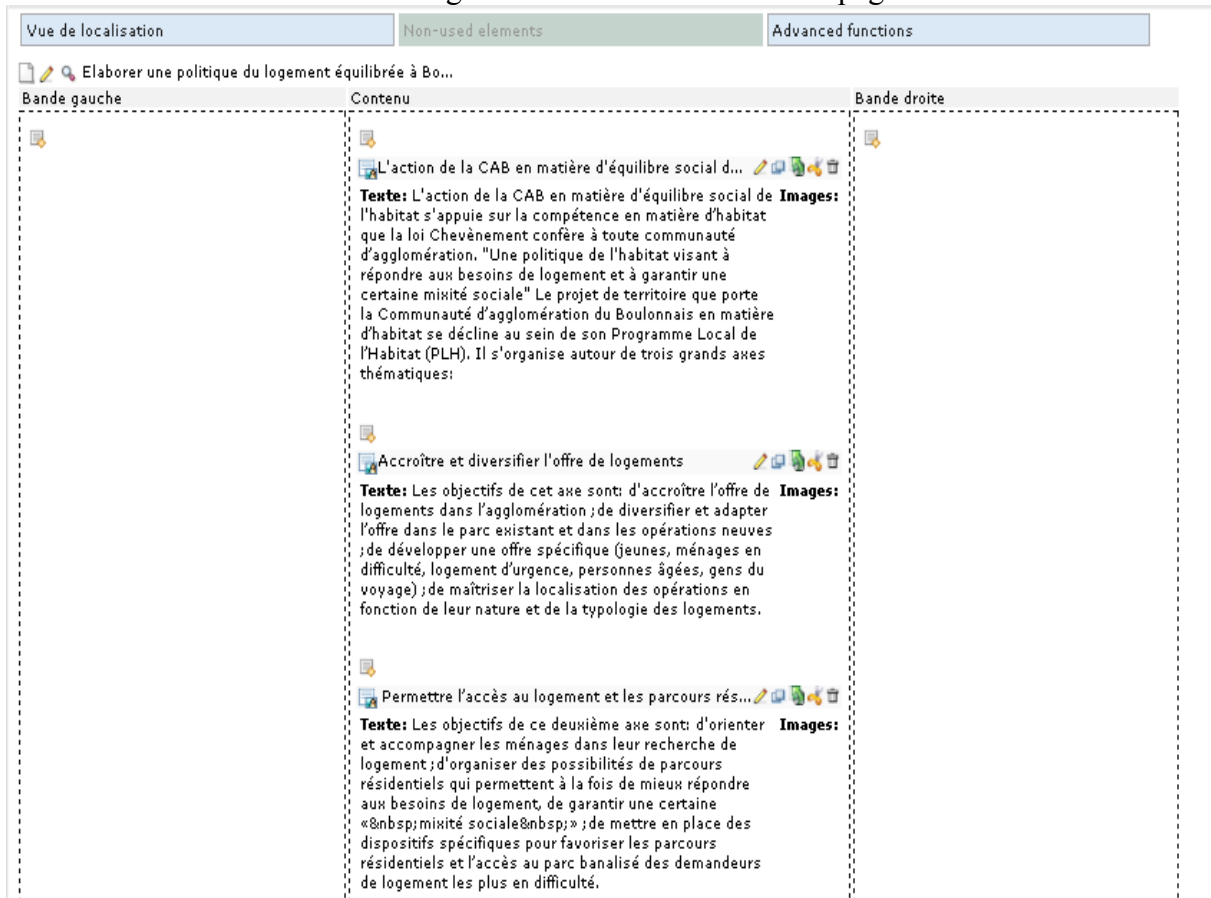 Vue de localisation
Non-used elements
Advanced functions
Elaborer une politique du logement équilibrée à Bo...
Bande gauche
Contenu
Bande droite
L'action de la CAB en matière d'équilibre social d...
Texte: L'action de la CAB en matière d'équilibre social de
Images:
l'habitat s'appuie sur la compétence en matière d’habitat
que la loi Chevènement confère à toute communauté
d’agglomération. "Une politique de l'habitat visant à
répondre aux besoins de logement et à garantir une
certaine mixité sociale" Le projet de territoire que porte
la Communauté d’agglomération du Boulonnais en matière
d’habitat se décline au sein de son Programme Local de
l’Habitat (PLH). Il s'organise autour de trois grands axes
thématiques:
Accroître et diversifier l'offre de logements
Texte: Les objectifs de cet axe sont: d'accroître l’offre de
Images:
logements dans l’agglomération ;de diversifier et adapter
l’offre dans le parc existant et dans les opérations neuves
;de développer une offre spécifique (jeunes, ménages en
difficulté, logement d’urgence, personnes âgées, gens du
voyage) ;de maîtriser la localisation des opérations en
fonction de leur nature et de la typologie des logements.
Permettre l’accès au logement et les parcours rés...
Texte: Les objectifs de ce deuxième axe sont: d'orienter
Images:
et accompagner les ménages dans leur recherche de
logement ;d'organiser des possibilités de parcours
résidentiels qui permettent à la fois de mieux répondre
aux besoins de logement, de garantir une certaine
«&nbsp;mixité sociale&nbsp;» ;de mettre en place des
dispositifs spécifiques pour favoriser les parcours
résidentiels et l’accès au parc banalisé des demandeurs
de logement les plus en difficulté.